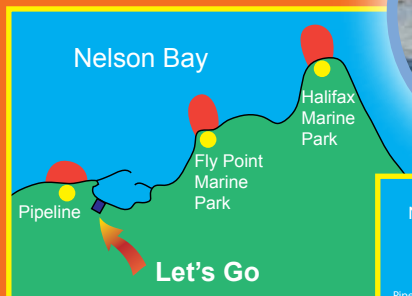 Nelson Bay
Halifax
Marine
Park
Fly Point
Marine
Park
Pipeline
Let's Go